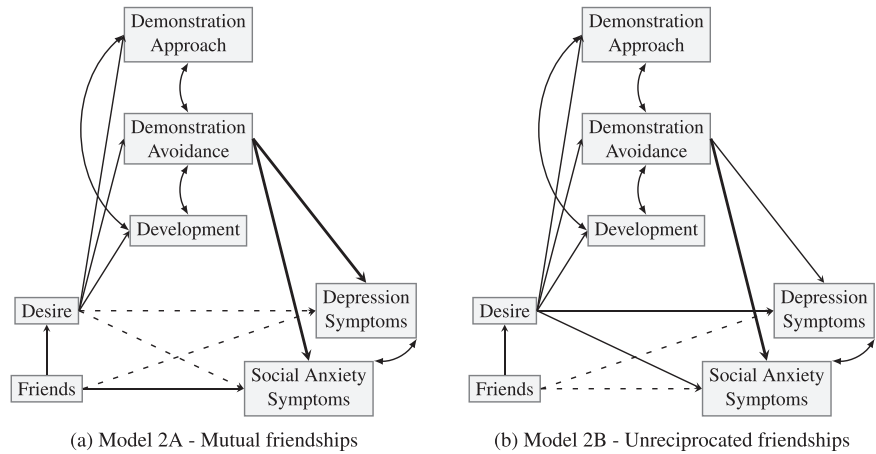 Demonstration
Approach
Demonstration
Avoidance
Development
Desire
Depression
Symptoms
Friends
Social Anxiety
Symptoms
(a) Model 2A - Mutual friendships
Demonstration
Approach
Demonstration
Avoidance
Development
Desire
Depression
Symptoms
Friends
Social Anxiety
Symptoms
(b) Model 2B - Unreciprocated friendships